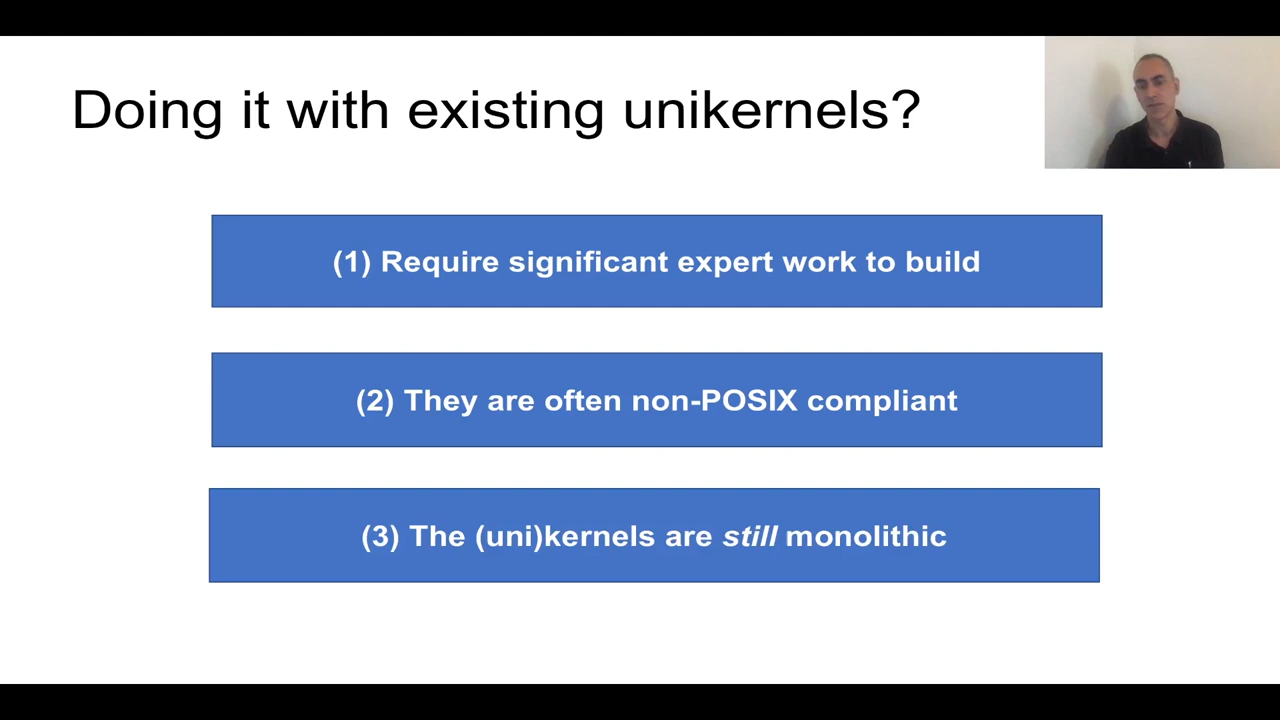 Doing it with existing unikernels?
(1) Require significant expert work to build
(2) They are often non-POSIX compliant
(3) The (uni)kernels are still monolithic